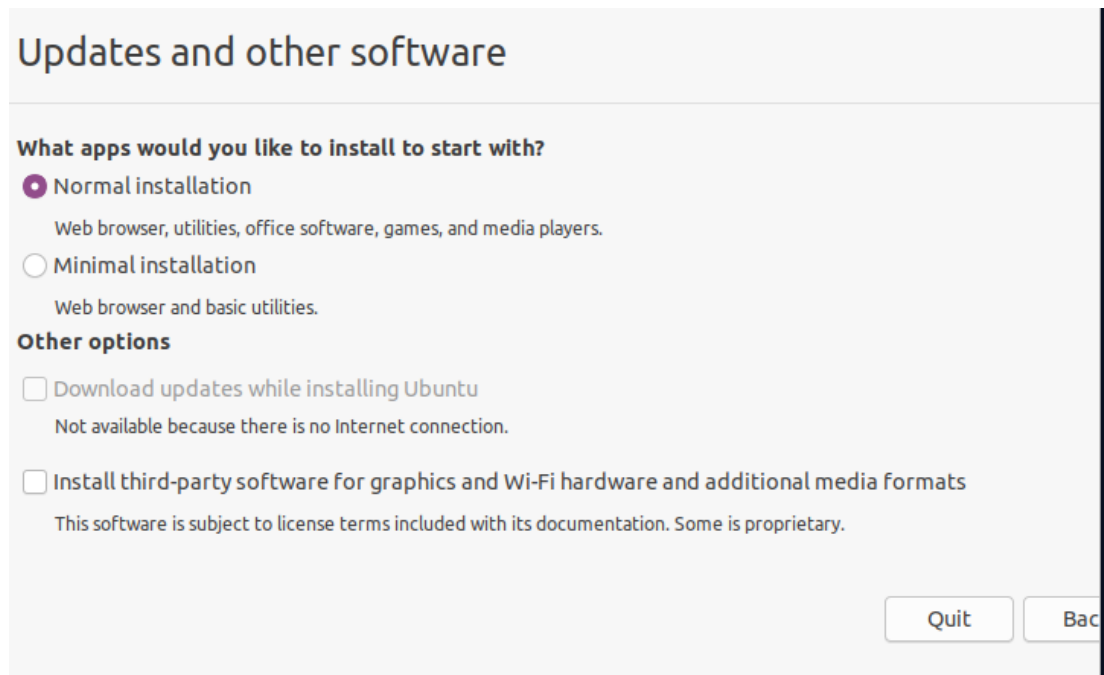 Updates and other software
What apps would you like to install to start with?
Normal installation
Web browser, utilities, office software, games, and media players.
Minimal installation
Web browser and basic utilities.
Other options
Download updates while installing Ubuntu
Not available because there is no Internet connection.
Install third-party software for graphics and Wi-Fi hardware and additional media formats
This software is subject to license terms included with its documentation. Some is proprietary.
Quit Bac